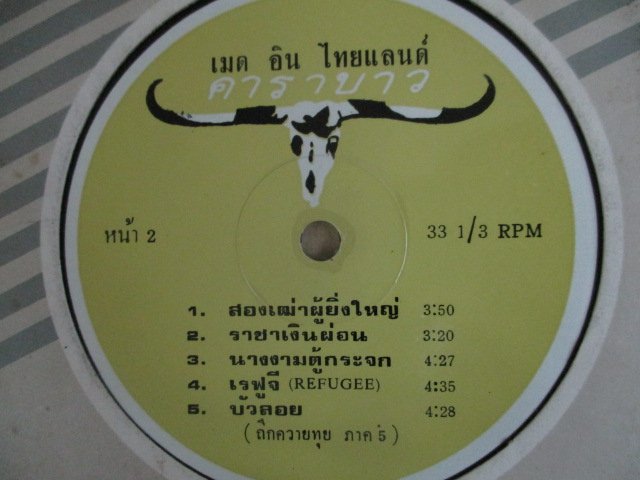 เมด อิน ไทยแลนด์
คาราบาว
หน้า 2
33 1/3 RPM
1. สองเฒ่าผู้ยิ่งใหญ่ 3:50
2. ราชาเงินผ่อน 3:20
3. นางงามตู้กระจก 4:27
4. เรฟูจี (REFUGEE) 4:35
5. บัวลอย 4:28
(ถึกควายทุย ภาค 5)